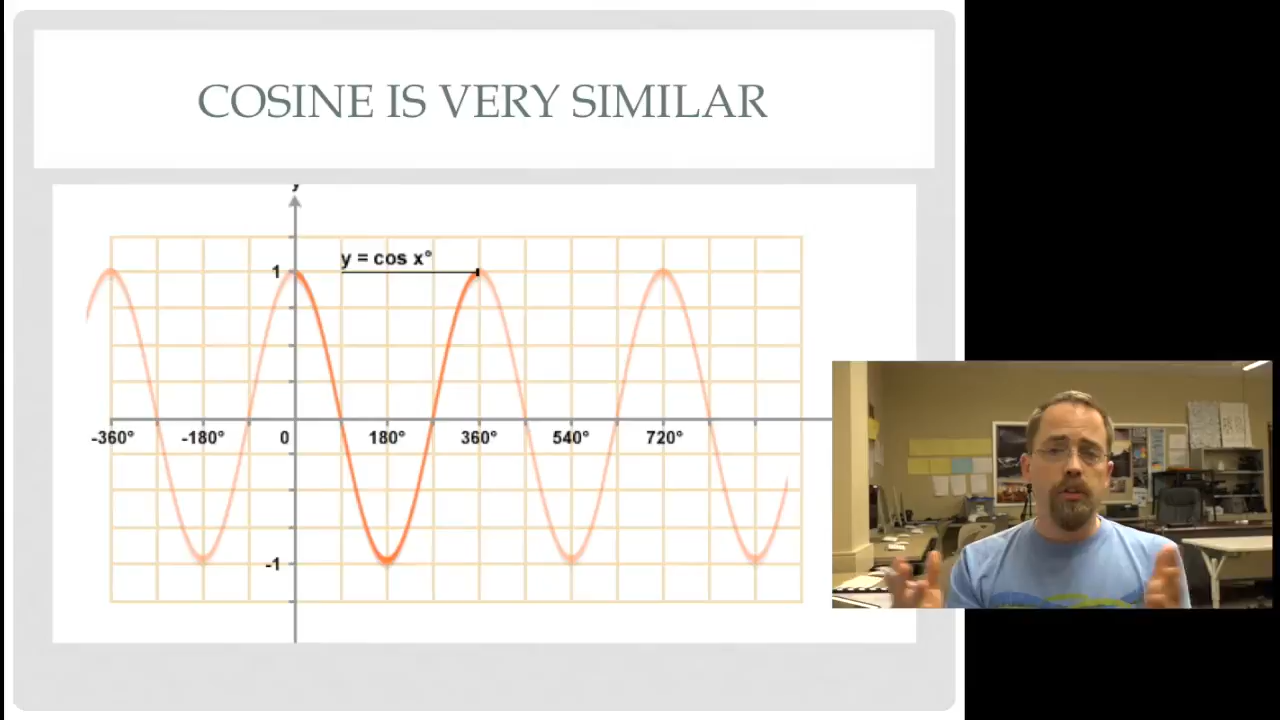 COSINE IS VERY SIMILAR
y
y = cos x°
1
-360° -180° 0 180° 360° 540° 720°
-1